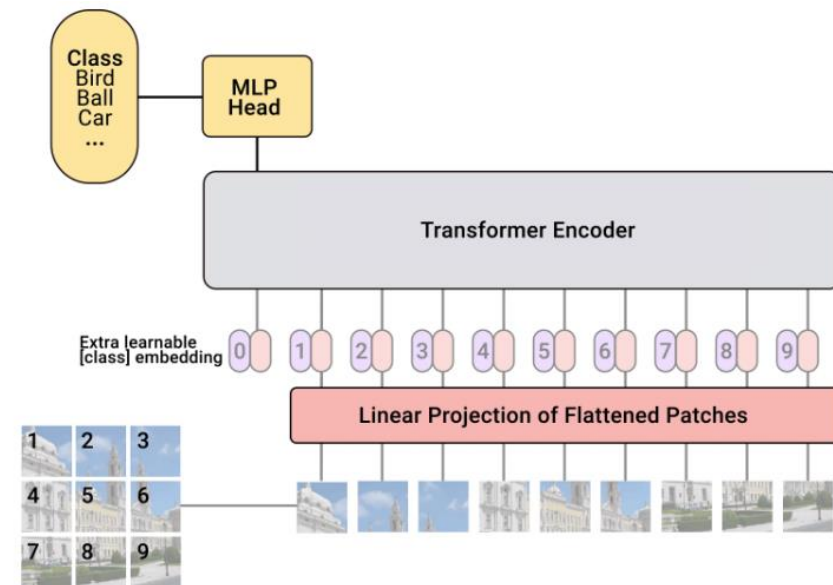 Class
Bird
Ball
Car
...
MLP
Head
Transformer Encoder
Extra learnable
[class] embedding
0 1 2 3 4 5 6 7 8 9
Linear Projection of Flattened Patches
1 2 3
4 5 6
7 8 9